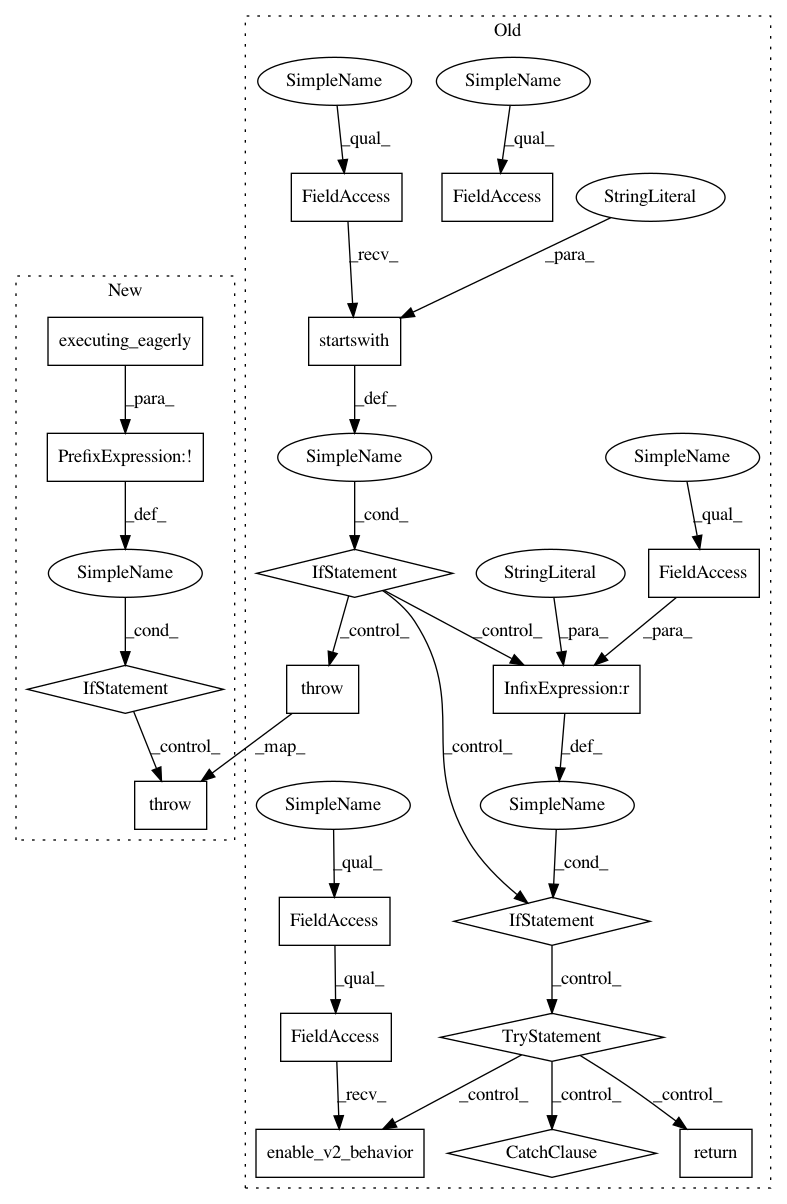 Old
SimpleName SimpleName
_qual_ _qual_
FieldAccess FieldAccess StringLiteral
_recv_ _para_
New
executing_eagerly startswith
_para_ _def_
PrefixExpression:! SimpleName SimpleName
_def_ _cond_ _qual_
SimpleName IfStatement StringLiteral FieldAccess
_cond_ _control_ _control_ _para_ _para_
IfStatement throw InfixExpression:r
_control_ _map_ _control_ _def_
throw SimpleName SimpleName
_qual_ _cond_
FieldAccess IfStatement
_qual_ _control_
FieldAccess TryStatement
_recv_ _control_ _control_ _control_
enable_v2_behavior CatchClause return